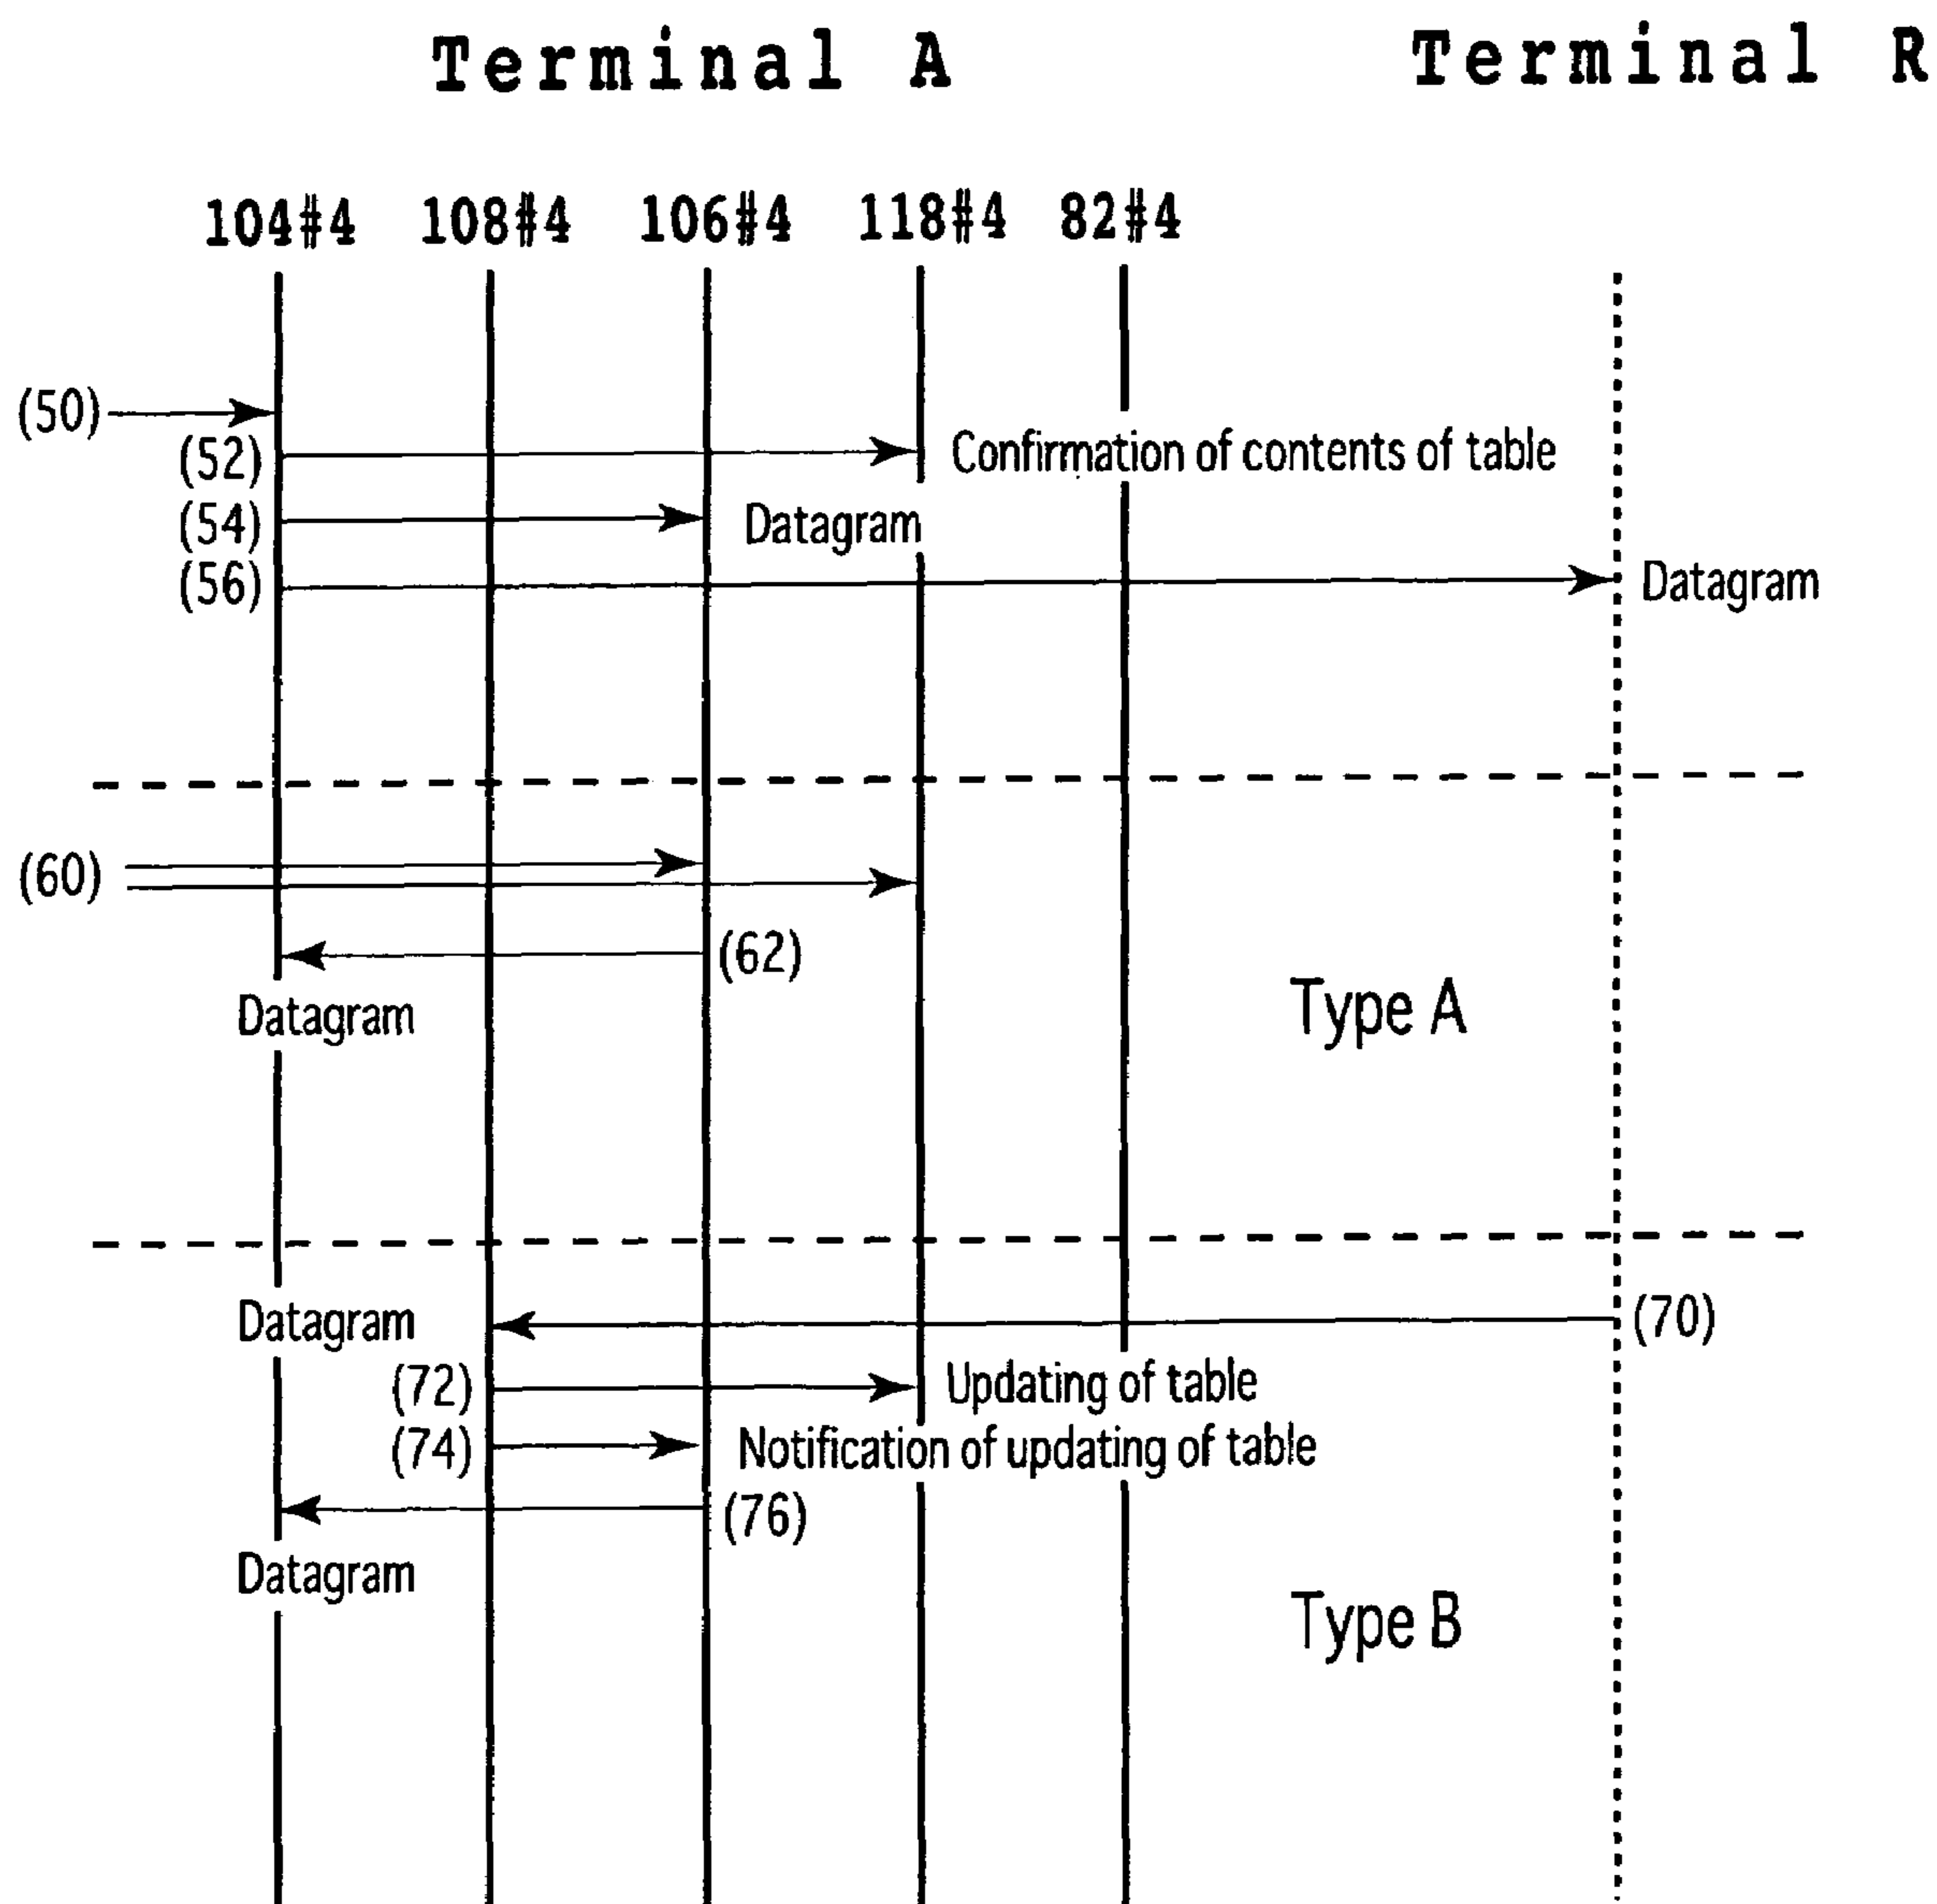 Terminal A Terminal R
104#4 108#4 106#4 118#4 82#4
(50)
(52) Confirmation of contents of table
(54) Datagram
(56) Datagram
(60)
(62)
Datagram
Type A
Datagram (70)
(72) Updating of table
(74) Notification of updating of table
(76)
Datagram
Type B